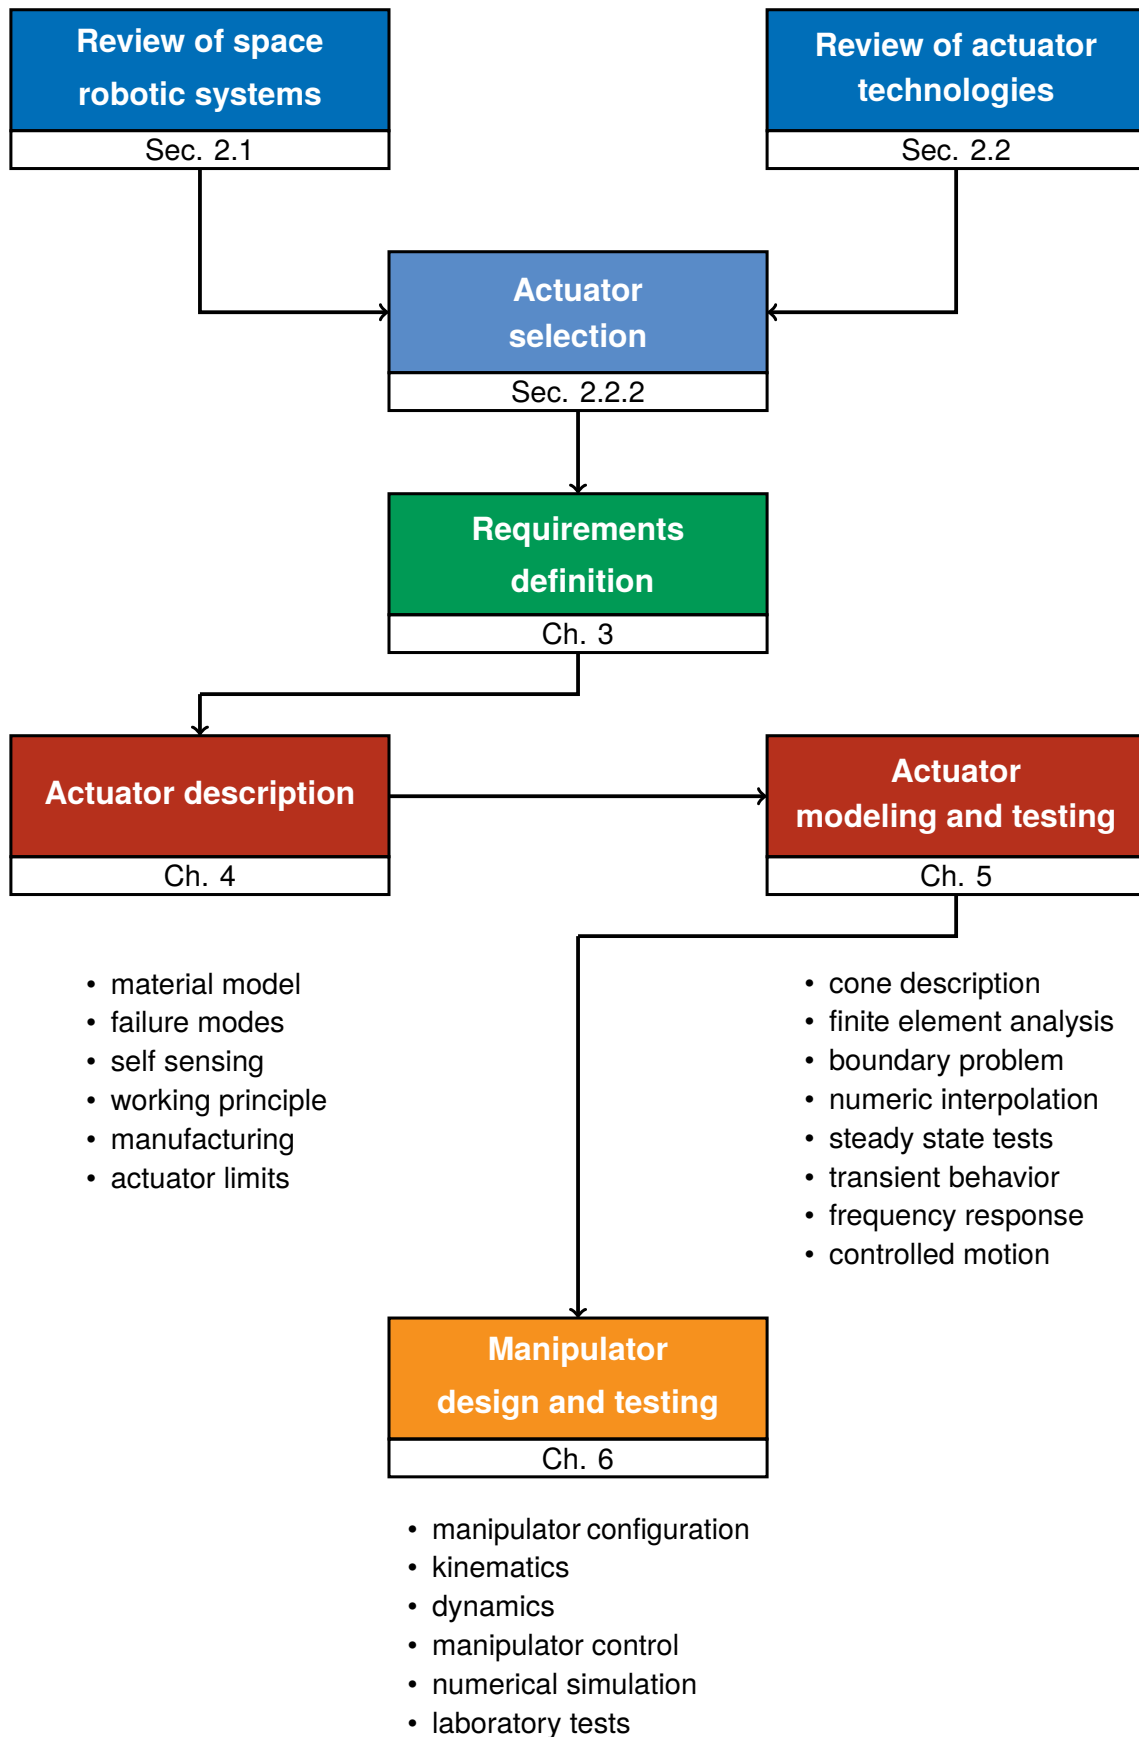 Review of space
robotic systems
Sec. 2.1
Review of actuator
technologies
Sec. 2.2
Actuator
selection
Sec. 2.2.2
Requirements
definition
Ch. 3
Actuator description
Ch. 4
Actuator
modeling and testing
Ch. 5
• material model
• failure modes
• self sensing
• working principle
• manufacturing
• actuator limits
• cone description
• finite element analysis
• boundary problem
• numeric interpolation
• steady state tests
• transient behavior
• frequency response
• controlled motion
Manipulator
design and testing
Ch. 6
• manipulator configuration
• kinematics
• dynamics
• manipulator control
• numerical simulation
• laboratory tests